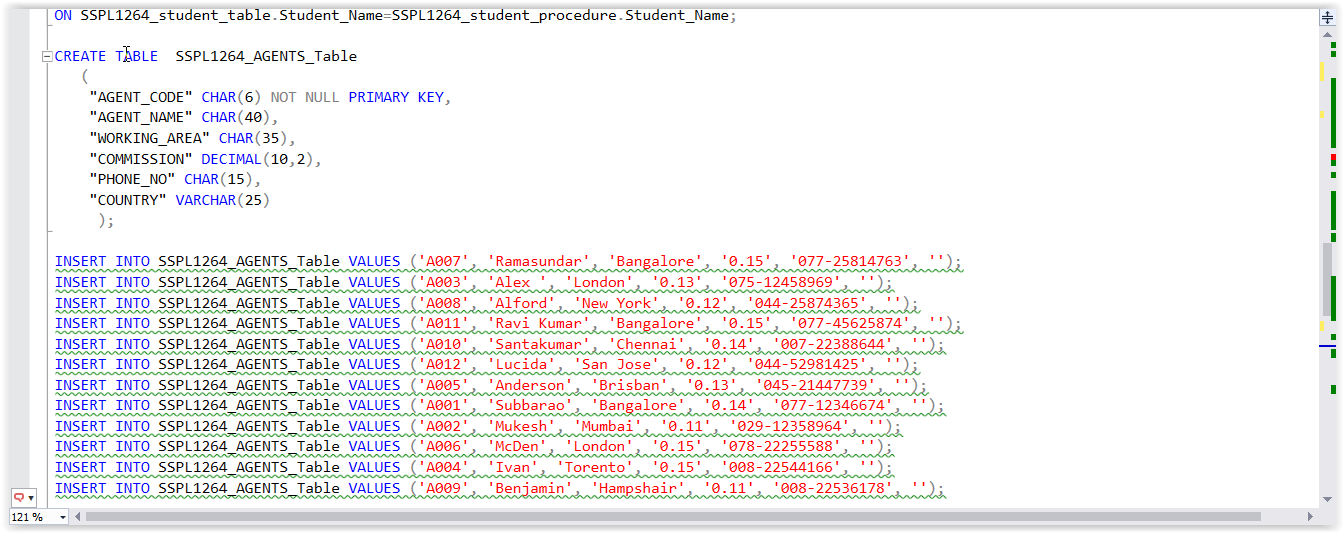 ON SSPL1264_student_table.Student_Name=SSPL1264_student_procedure.Student_Name;
CREATE TABLE  SSPL1264_AGENTS_Table
(
"AGENT_CODE" CHAR(6) NOT NULL PRIMARY KEY,
"AGENT_NAME" CHAR(40),
"WORKING_AREA" CHAR(35),
"COMMISSION" DECIMAL(10,2),
"PHONE_NO" CHAR(15),
"COUNTRY" VARCHAR(25)
);
INSERT INTO SSPL1264_AGENTS_Table VALUES ('A007', 'Ramasundar', 'Bangalore', '0.15', '077-25814763', '');
INSERT INTO SSPL1264_AGENTS_Table VALUES ('A003', 'Alex ', 'London', '0.13', '075-12458969', '');
INSERT INTO SSPL1264_AGENTS_Table VALUES ('A008', 'Alford', 'New York', '0.12', '044-25874365', '');
INSERT INTO SSPL1264_AGENTS_Table VALUES ('A011', 'Ravi Kumar', 'Bangalore', '0.15', '077-45625874', '');
INSERT INTO SSPL1264_AGENTS_Table VALUES ('A010', 'Santakumar', 'Chennai', '0.14', '007-22388644', '');
INSERT INTO SSPL1264_AGENTS_Table VALUES ('A012', 'Lucida', 'San Jose', '0.12', '044-52981425', '');
INSERT INTO SSPL1264_AGENTS_Table VALUES ('A005', 'Anderson', 'Brisban', '0.13', '045-21447739', '');
INSERT INTO SSPL1264_AGENTS_Table VALUES ('A001', 'Subbarao', 'Bangalore', '0.14', '077-12346674', '');
INSERT INTO SSPL1264_AGENTS_Table VALUES ('A002', 'Mukesh', 'Mumbai', '0.11', '029-12358964', '');
INSERT INTO SSPL1264_AGENTS_Table VALUES ('A006', 'McDen', 'London', '0.15', '078-22255588', '');
INSERT INTO SSPL1264_AGENTS_Table VALUES ('A004', 'Ivan', 'Torento', '0.15', '008-22544166', '');
INSERT INTO SSPL1264_AGENTS_Table VALUES ('A009', 'Benjamin', 'Hampshair', '0.11', '008-22536178', '');
121 %